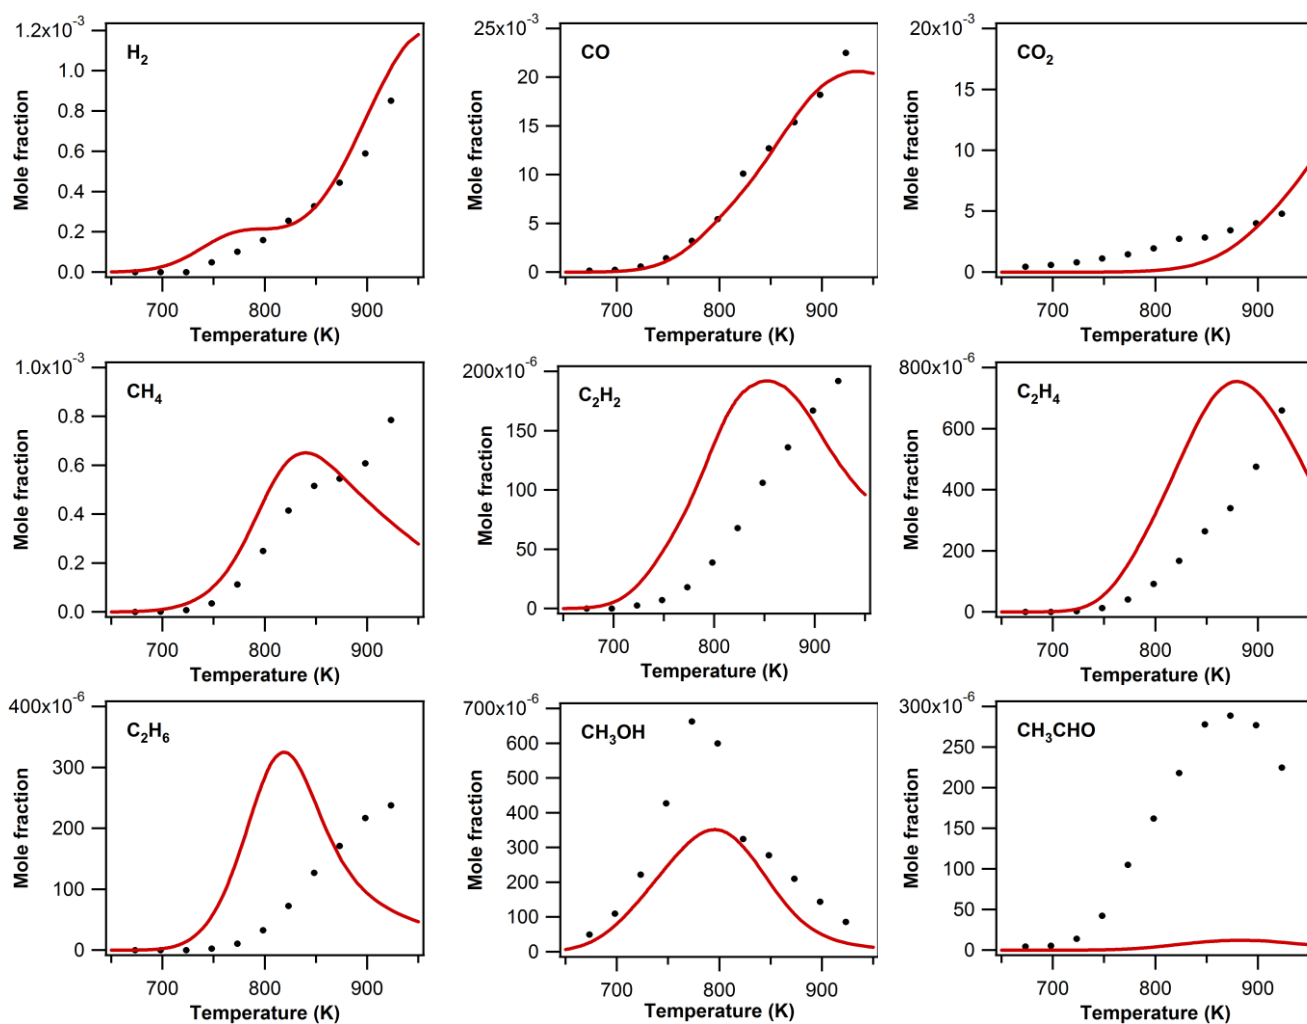 1.2x10-3
H2
1.0
0.8
0.6
0.4
0.2
0.0
Mole fraction
700 800 900
Temperature (K)
25x10-3
CO
20
15
10
5
0
Mole fraction
700 800 900
Temperature (K)
20x10-3
CO2
15
10
5
0
Mole fraction
700 800 900
Temperature (K)
1.0x10-3
CH4
0.8
0.6
0.4
0.2
0.0
Mole fraction
700 800 900
Temperature (K)
200x10-6
C2H2
150
100
50
0
Mole fraction
700 800 900
Temperature (K)
800x10-6
C2H4
600
400
200
0
Mole fraction
700 800 900
Temperature (K)
400x10-6
C2H6
300
200
100
0
Mole fraction
700 800 900
Temperature (K)
700x10-6
CH3OH
600
500
400
300
200
100
0
Mole fraction
700 800 900
Temperature (K)
300x10-6
CH3CHO
250
200
150
100
50
0
Mole fraction
700 800 900
Temperature (K)